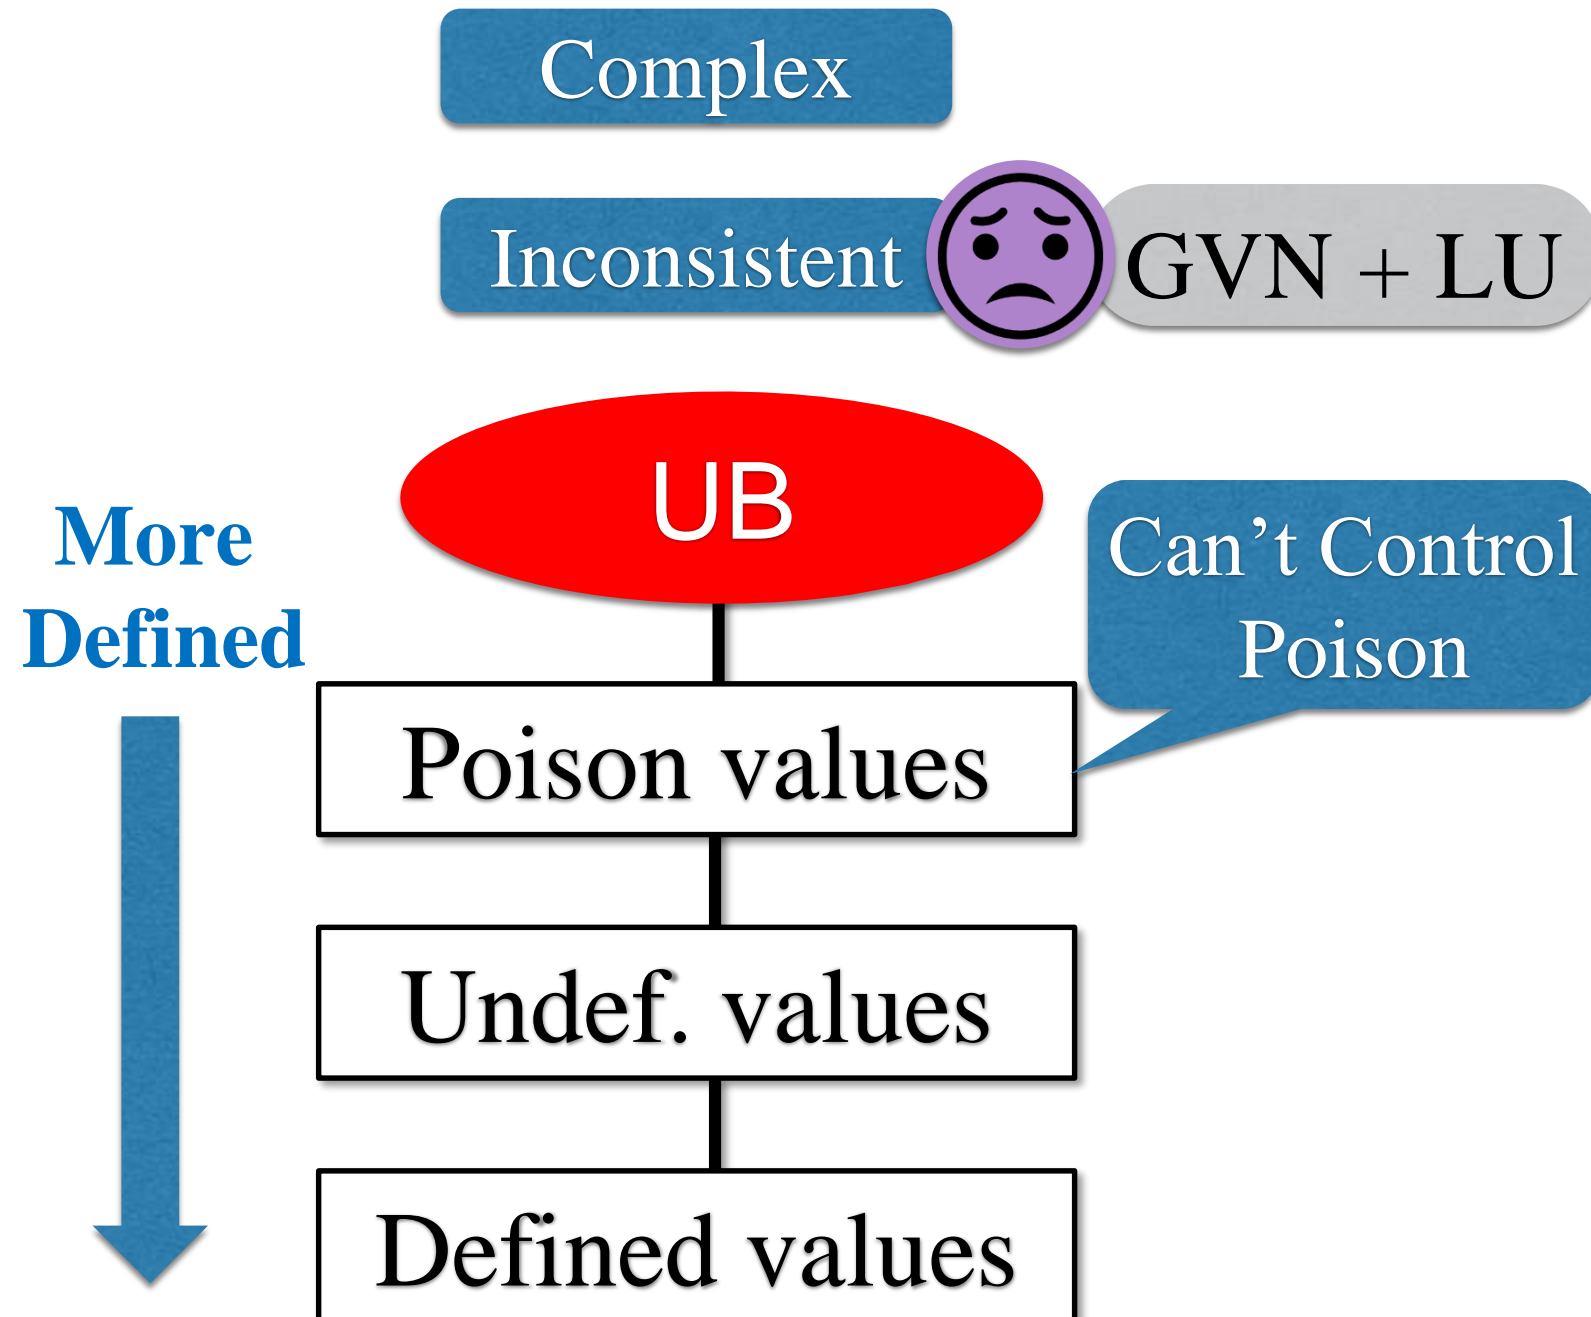 Complex
Inconsistent
GVN + LU
UB
More
Defined
Can’t Control
Poison
Poison values
Undef. values
Defined values